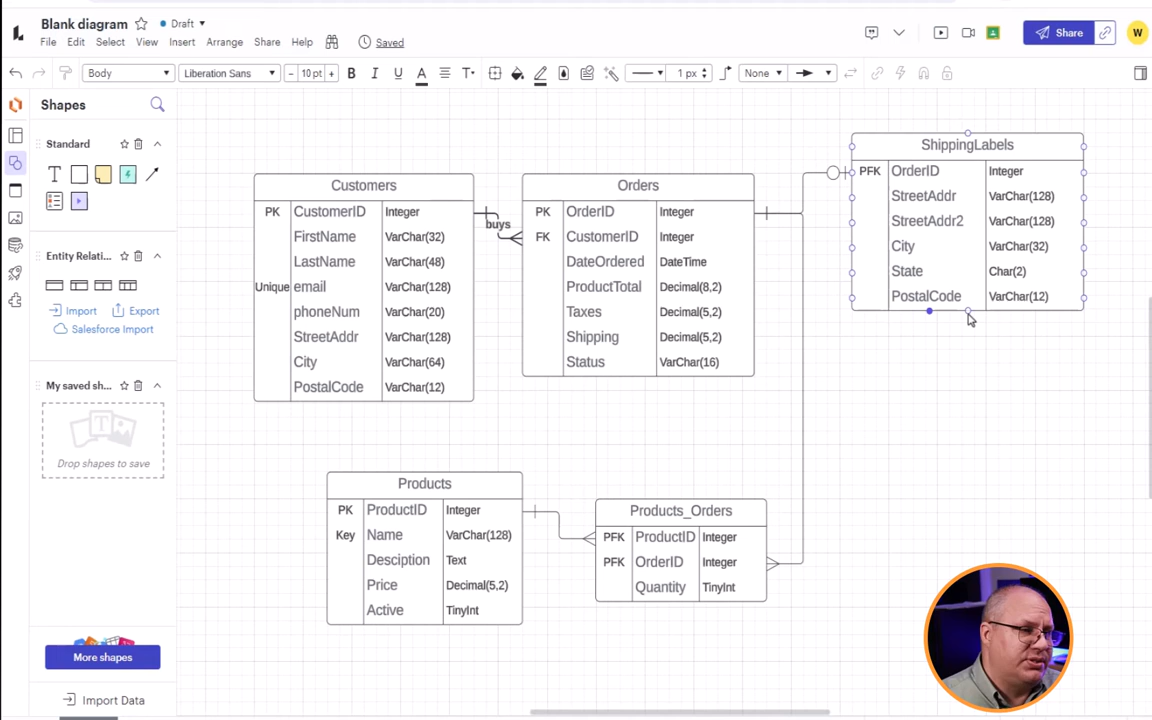 Blank diagram Draft
File Edit Select View Insert Arrange Share Help Saved
Share W
Body Liberation Sans 10 pt B I U A T 1 px None
Shapes
Standard
T
Entity Relati...
Import Export
Salesforce Import
My saved sh...
T
Drop shapes to save
More shapes
Import Data
Customers
PK CustomerID Integer
FirstName VarChar(32)
LastName VarChar(48)
Unique email VarChar(128)
phoneNum VarChar(20)
StreetAddr VarChar(128)
City VarChar(64)
PostalCode VarChar(12)
buys
Orders
PK OrderID Integer
FK CustomerID Integer
DateOrdered DateTime
ProductTotal Decimal(8,2)
Taxes Decimal(5,2)
Shipping Decimal(5,2)
Status VarChar(16)
ShippingLabels
PFK OrderID Integer
StreetAddr VarChar(128)
StreetAddr2 VarChar(128)
City VarChar(32)
State Char(2)
PostalCode VarChar(12)
Products
PK ProductID Integer
Key Name VarChar(128)
Desciption Text
Price Decimal(5,2)
Active TinyInt
Products_Orders
PFK ProductID Integer
PFK OrderID Integer
Quantity TinyInt